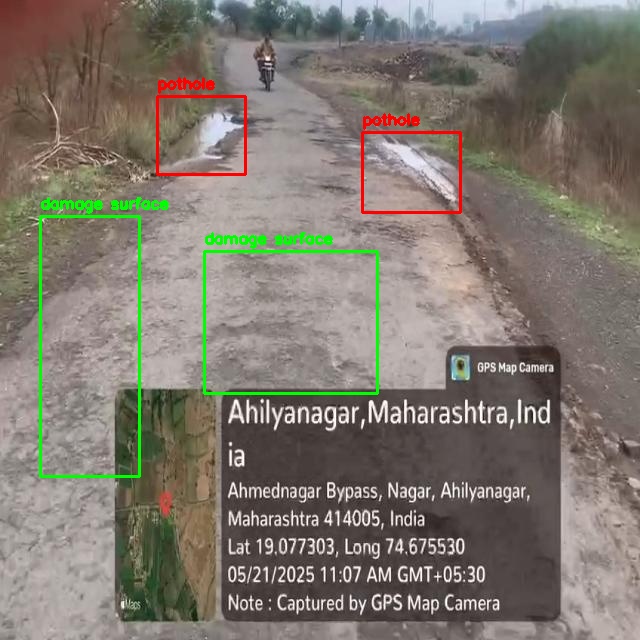 pothole
pothole
damage surface
damage surface
GPS Map Camera
Ahilyanagar,Maharashtra,Ind
ia
Ahmednagar Bypass, Nagar, Ahilyanagar,
Maharashtra 414005, India
Lat 19.077303, Long 74.675530
05/21/2025 11:07 AM GMT+05:30
Note : Captured by GPS Map Camera
Maps